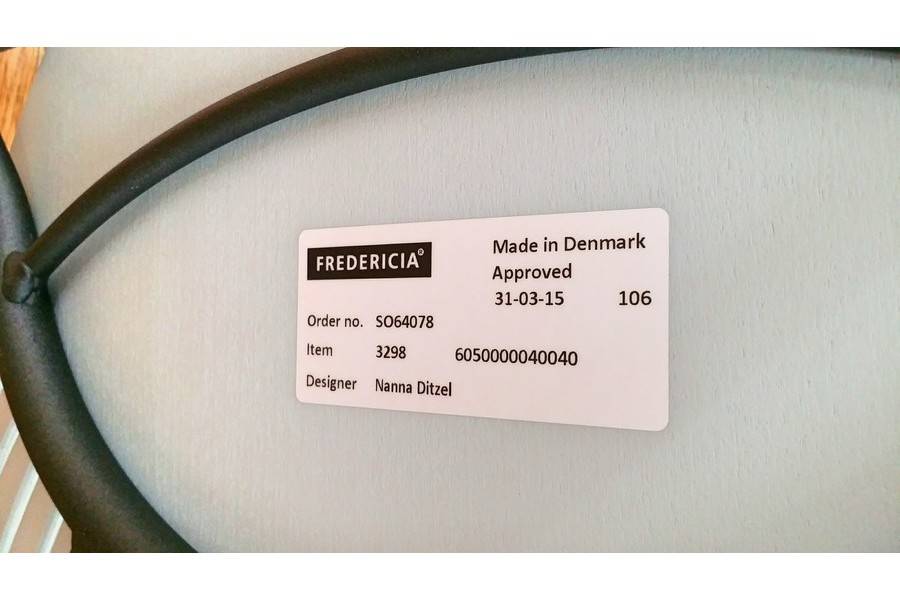 FREDERICIA®
Made in Denmark
Approved
31-03-15 106
Order no. SO64078
Item 3298 6050000040040
Designer Nanna Ditzel